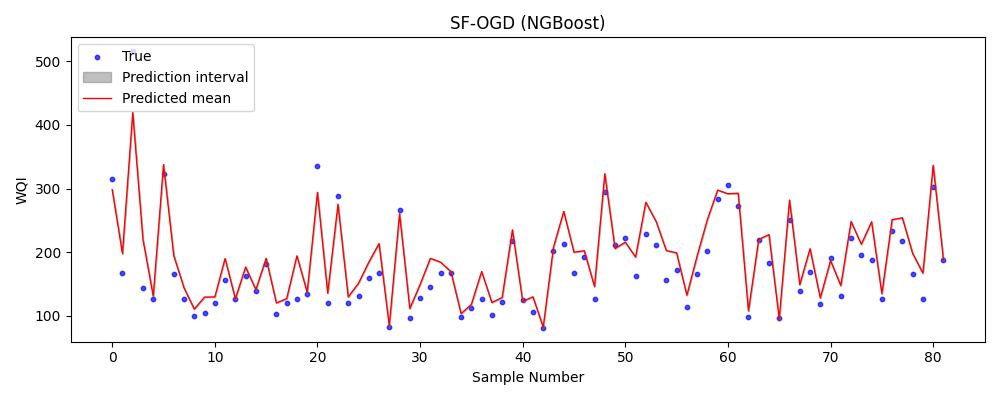 SF-OGD (NGBoost)
True
Prediction interval
Predicted mean
WQI
500
400
300
200
100
0 10 20 30 40 50 60 70 80
Sample Number